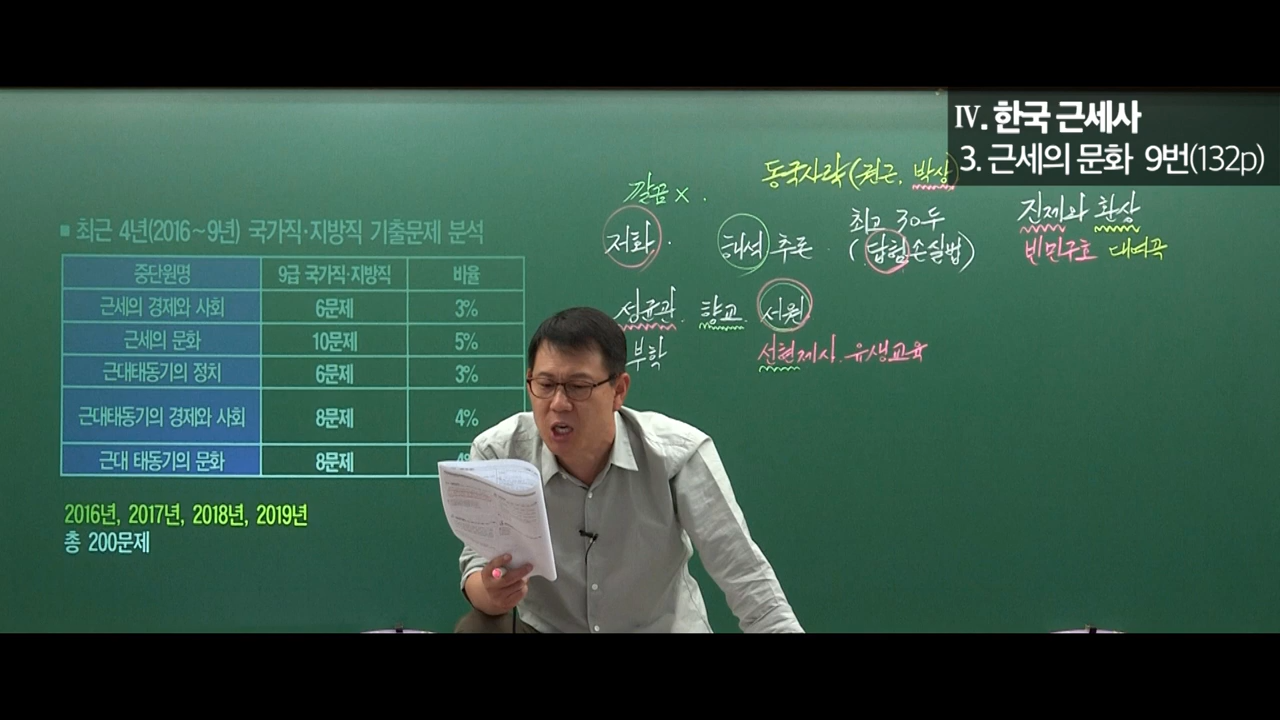 Ⅳ. 한국 근세사
3. 근세의 문화 9번(132p)
■ 최근 4년(2016~9년) 국가직·지방직 기출문제 분석
중단원명 9급 국가직·지방직 비율
근세의 경제와 사회 6문제 3%
근세의 문화 10문제 5%
근대태동기의 정치 6문제 3%
근대태동기의 경제와 사회 8문제 4%
근대 태동기의 문화 8문제
2016년, 2017년, 2018년, 2019년
총 200문제
깔끔 x.
동국사략(권근, 박상)
저화. 해석 추론.
최고 30두
(답험손실법)
진제와 환상
빈민구호 대여곡
성균관. 향교. 서원
부학
선현제사. 유생교육